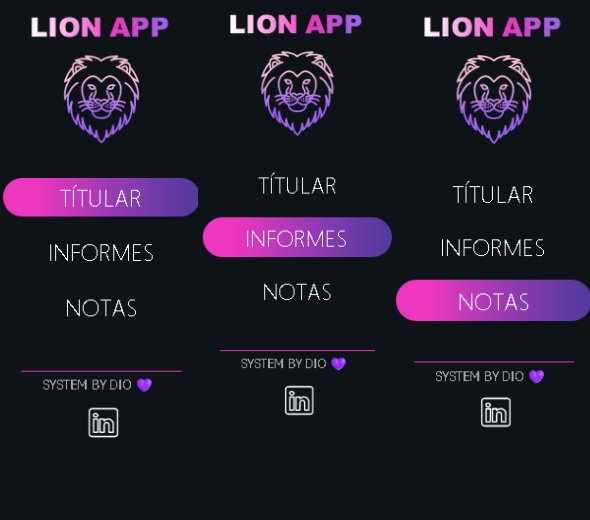 LION APP
TÍTULAR
INFORMES
NOTAS
SYSTEM BY DIO
in
LION APP
TÍTULAR
INFORMES
NOTAS
SYSTEM BY DIO
in
LION APP
TÍTULAR
INFORMES
NOTAS
SYSTEM BY DIO
in